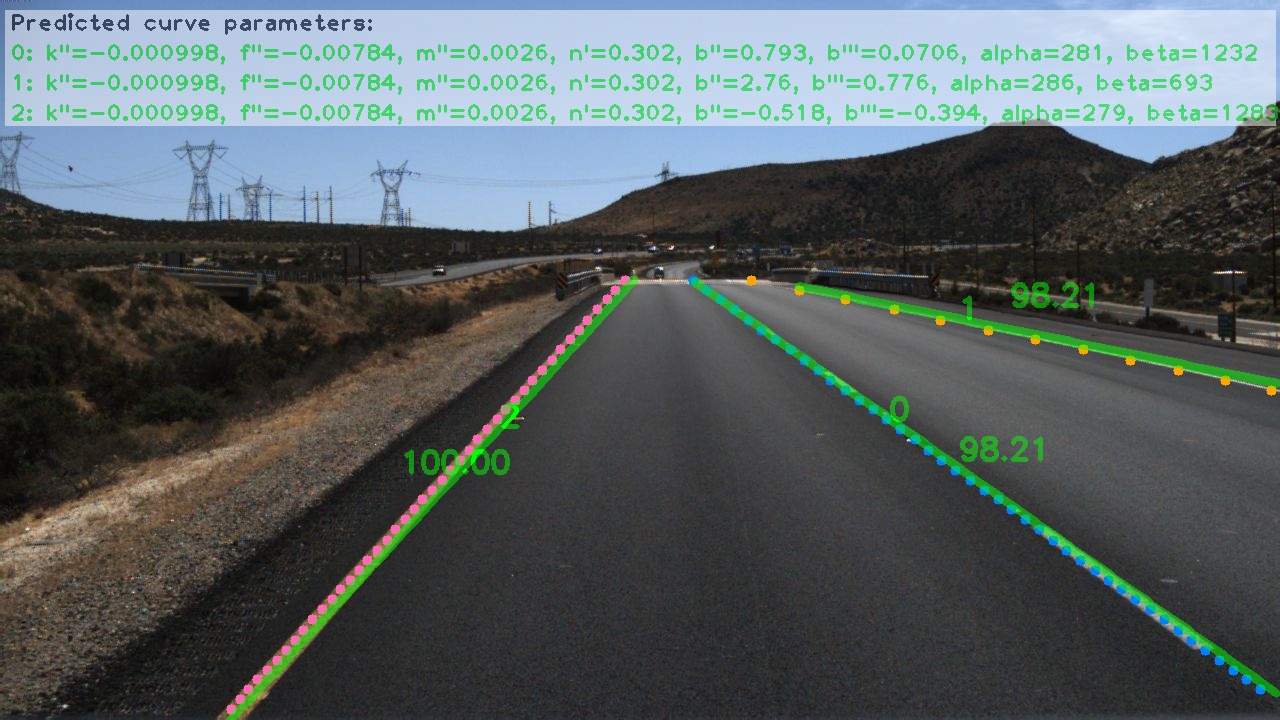 Predicted curve parameters:
0: k''=-0.000998, f''=-0.00784, m''=0.0026, n'=0.302, b''=0.793, b'''=0.0706, alpha=281, beta=1232
1: k''=-0.000998, f''=-0.00784, m''=0.0026, n'=0.302, b''=2.76, b'''=0.776, alpha=286, beta=693
2: k''=-0.000998, f''=-0.00784, m''=0.0026, n'=0.302, b''=-0.518, b'''=-0.394, alpha=279, beta=1283
1 98.21
0
98.21
2
100.00